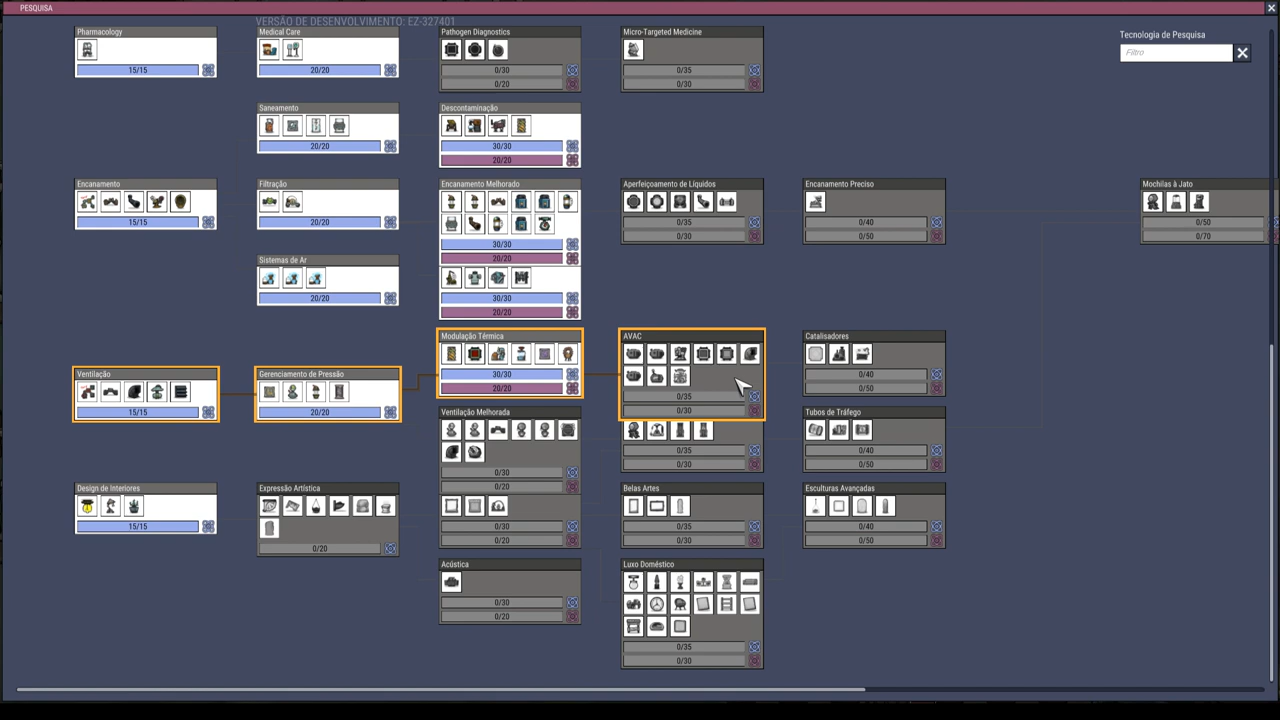 PESQUISA
VERSÃO DE DESENVOLVIMENTO: EZ-327401
Tecnologia de Pesquisa
Filtro
Pharmacology
15/15
Medical Care
20/20
Pathogen Diagnostics
0/30
0/20
Micro-Targeted Medicine
0/35
0/30
Saneamento
20/20
Descontaminação
30/30
20/20
Encanamento
15/15
Filtração
20/20
Encanamento Melhorado
30/30
20/20
Aperfeiçoamento de Líquidos
0/35
0/30
Encanamento Preciso
0/40
0/50
Mochilas à Jato
0/50
0/70
Sistemas de Ar
20/20
30/30
20/20
Modulação Térmica
30/30
20/20
AVAC
0/35
0/30
Catalisadores
0/40
0/50
Ventilação
15/15
Gerenciamento de Pressão
20/20
Ventilação Melhorada
0/30
0/20
0/35
0/30
Tubos de Tráfego
0/40
0/50
Design de Interiores
15/15
Expressão Artística
0/20
0/30
0/20
Belas Artes
0/35
0/30
Esculturas Avançadas
0/40
0/50
Acústica
0/30
0/20
Luxo Doméstico
0/35
0/30